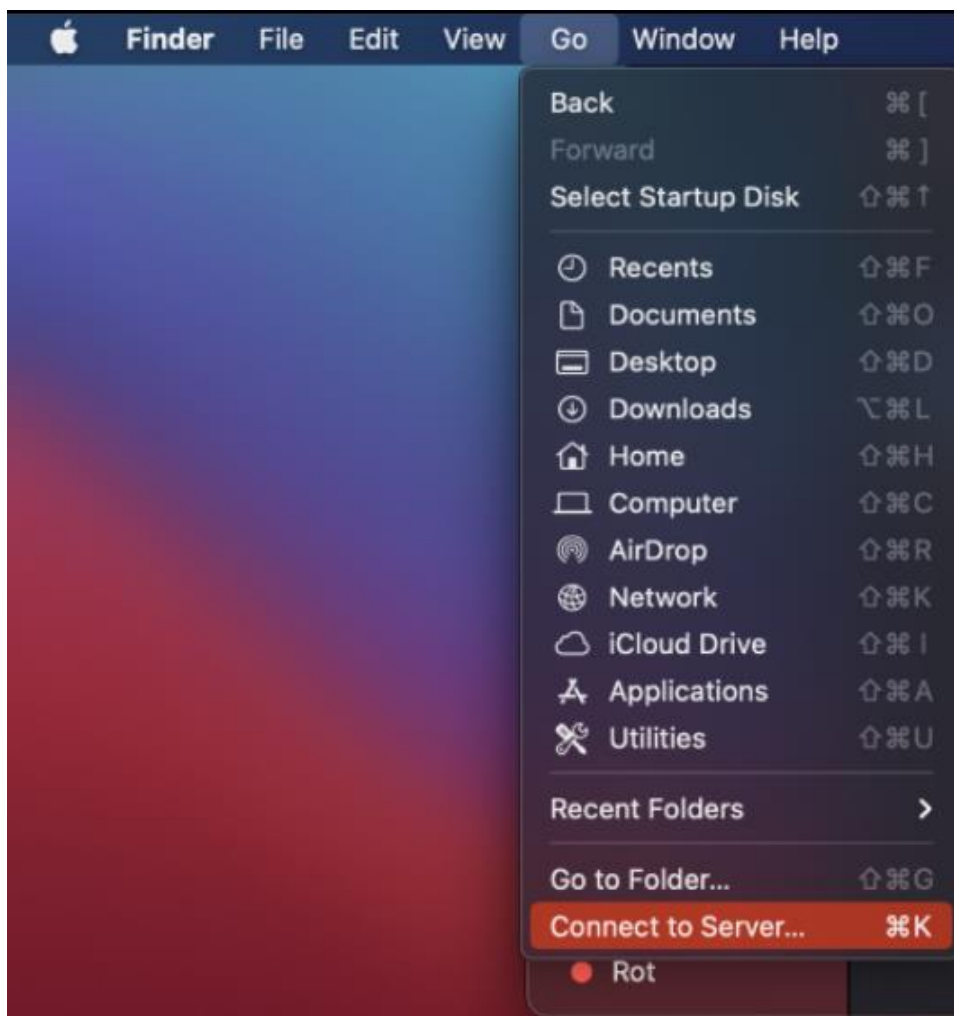 Finder File Edit View Go Window Help
Back ⌘[
Forward ⌘]
Select Startup Disk ⇧⌘↑
Recents ⇧⌘F
Documents ⇧⌘O
Desktop ⇧⌘D
Downloads ⌥⌘L
Home ⇧⌘H
Computer ⇧⌘C
AirDrop ⇧⌘R
Network ⇧⌘K
iCloud Drive ⇧⌘I
Applications ⇧⌘A
Utilities ⇧⌘U
Recent Folders
Go to Folder... ⇧⌘G
Connect to Server... ⌘K
Rot